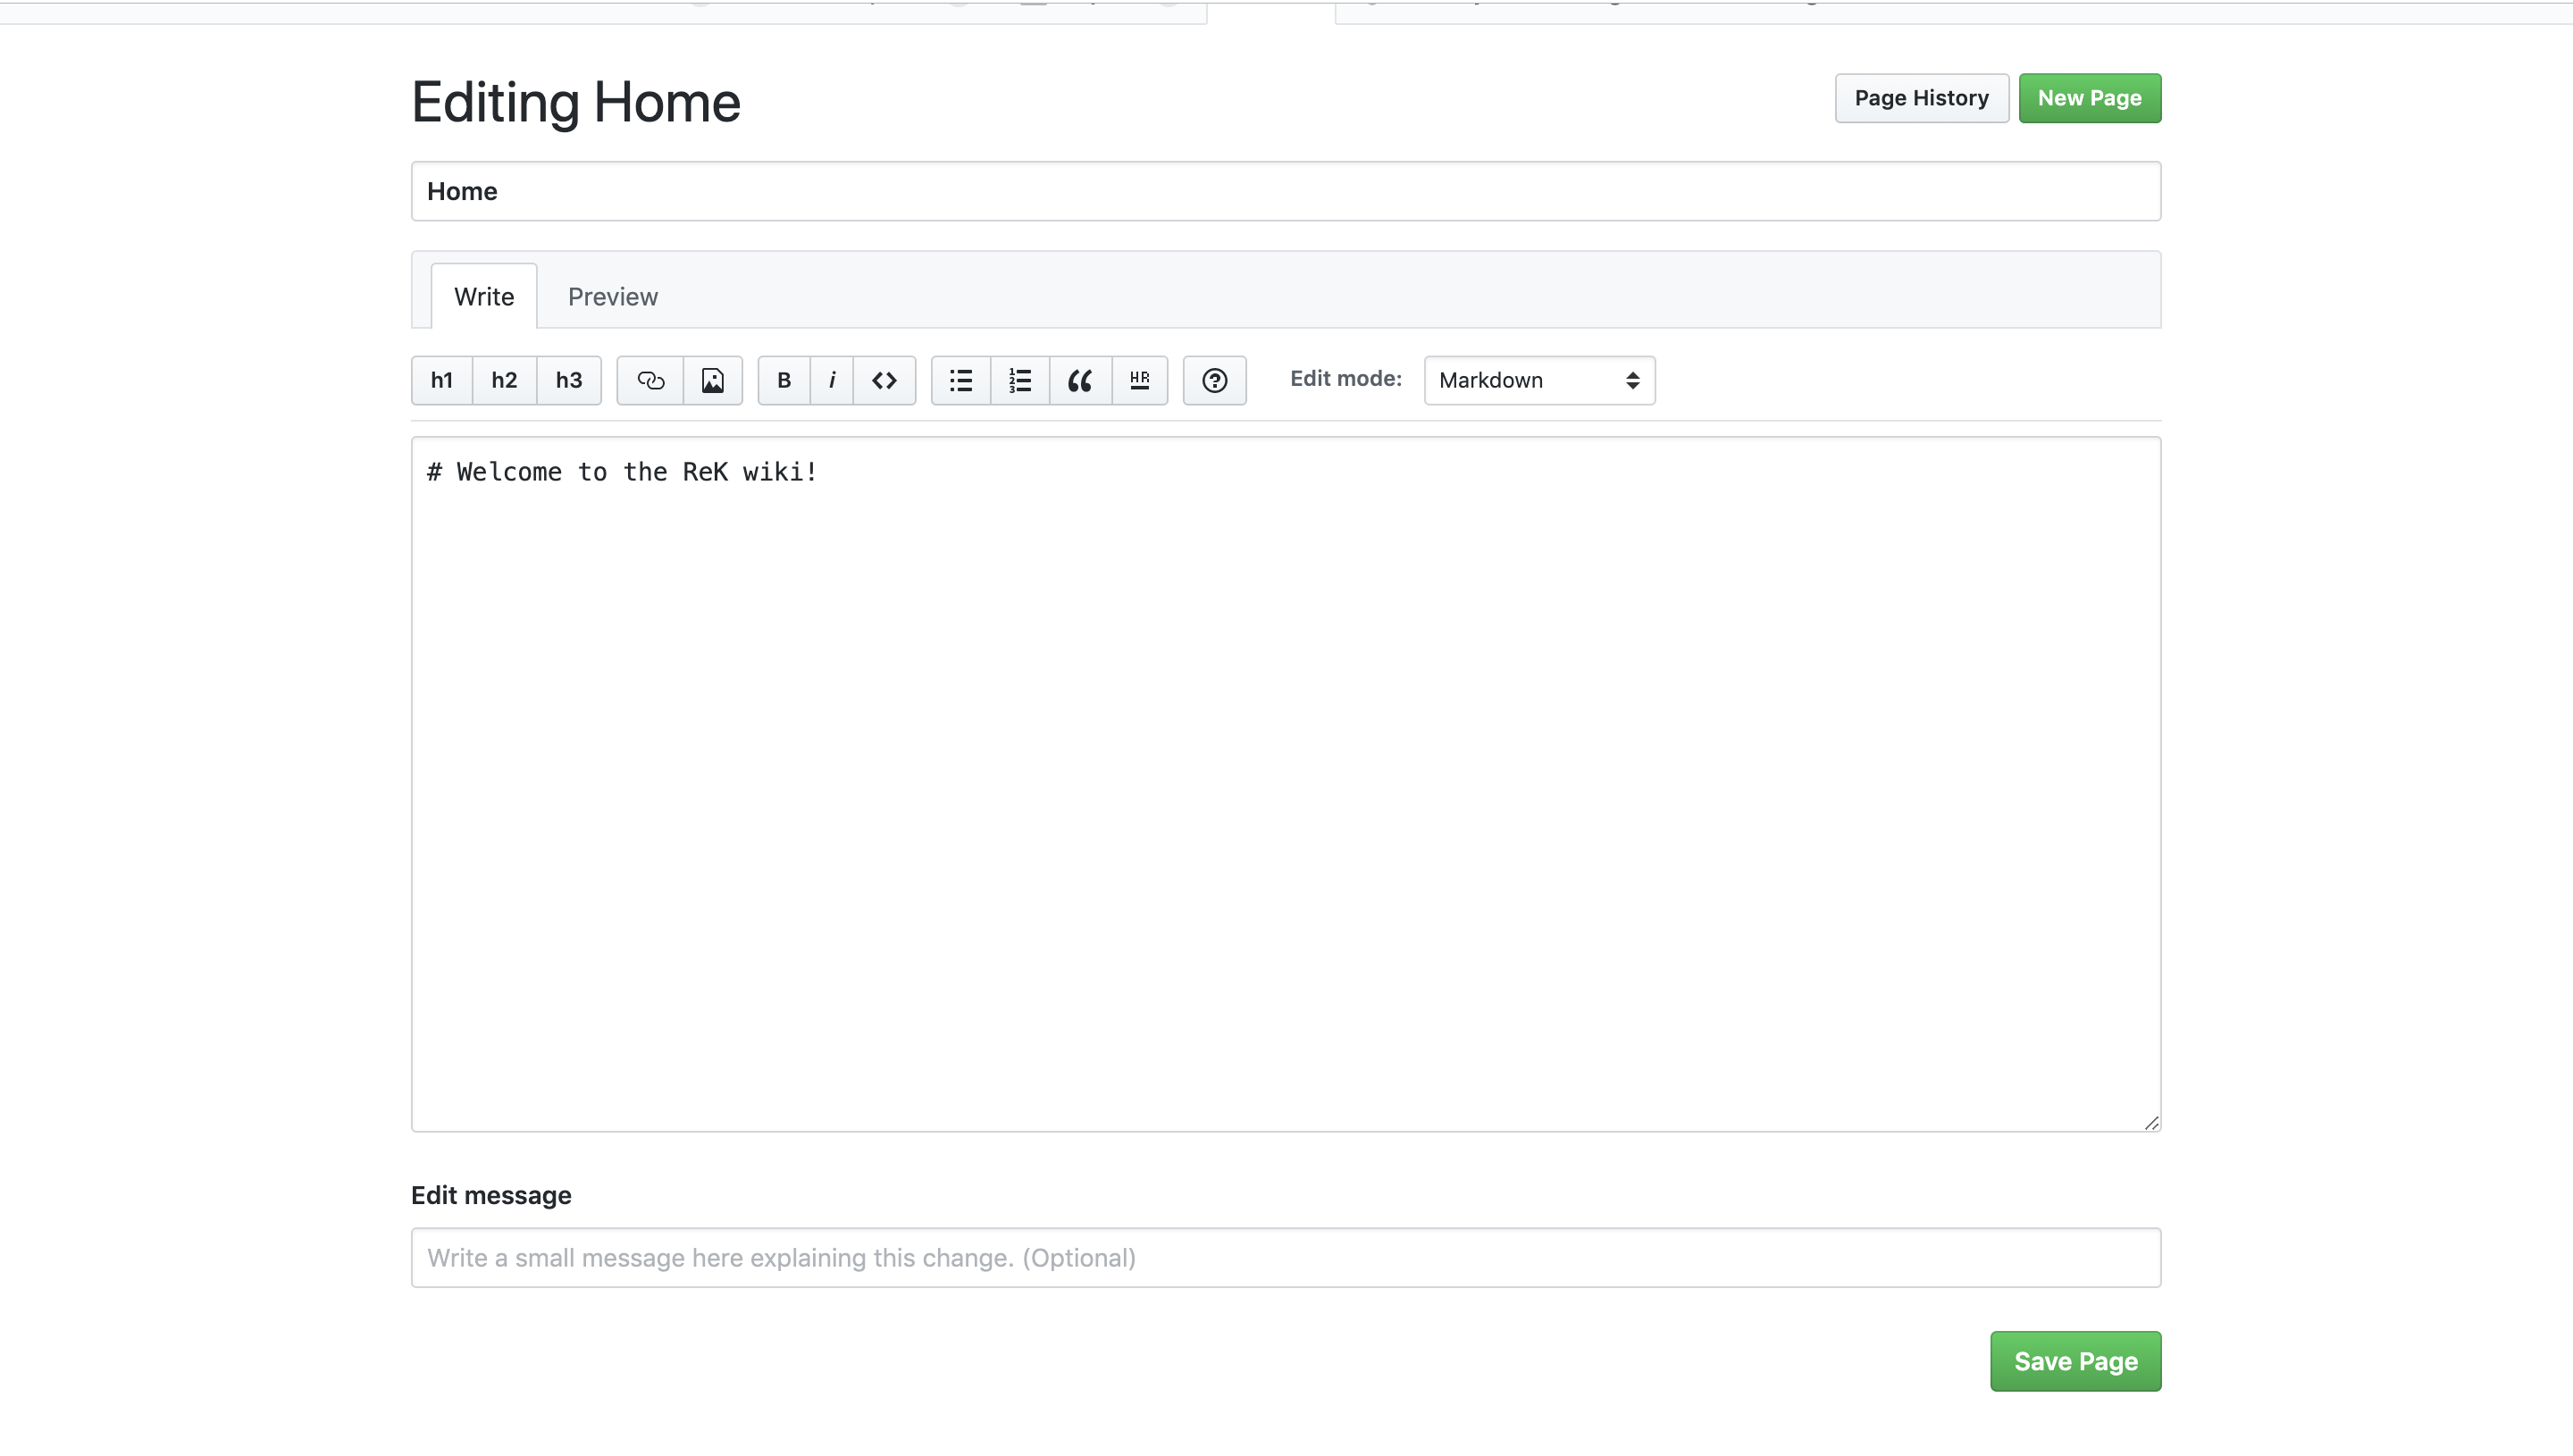 Editing Home
Page History
New Page
Home
Write
Preview
h1
h2
h3
B
i
<>
HR
Edit mode:
Markdown
# Welcome to the ReK wiki!
Edit message
Write a small message here explaining this change. (Optional)
Save Page